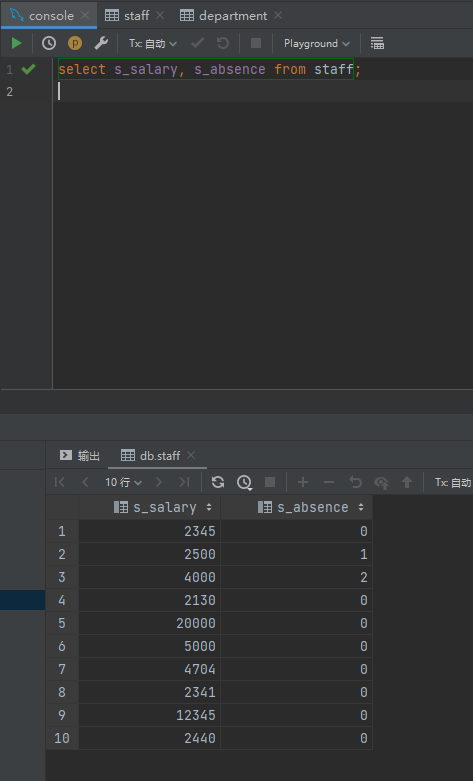 console staff department
Tx: 自动 Playground
1 select s_salary, s_absence from staff;
2
输出 db.staff
10 行 Tx: 自动
s_salary s_absence
1 2345 0
2 2500 1
3 4000 2
4 2130 0
5 20000 0
6 5000 0
7 4704 0
8 2341 0
9 12345 0
10 2440 0